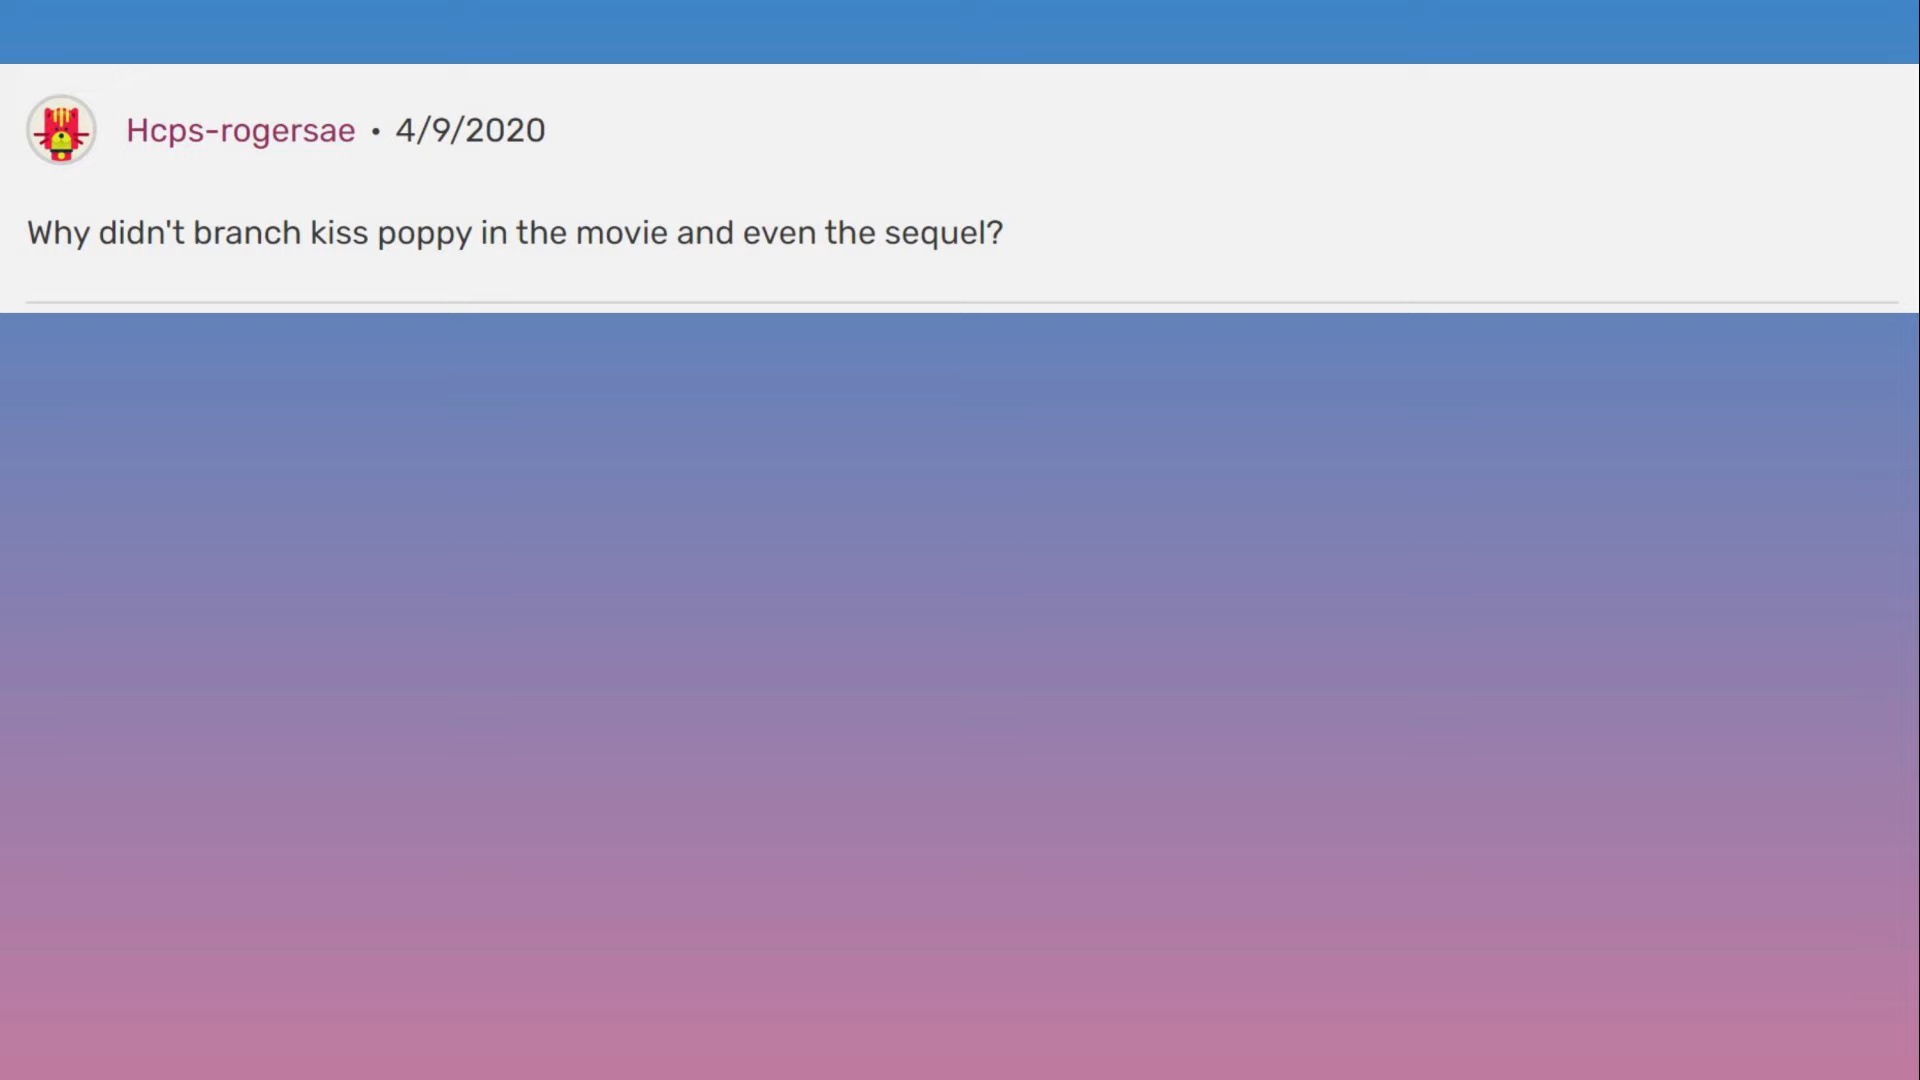 Hcps-rogersae • 4/9/2020
Why didn't branch kiss poppy in the movie and even the sequel?